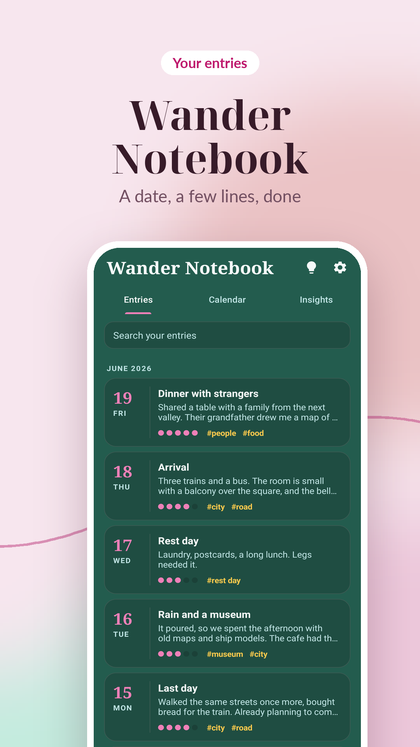 Your entries
Wander
Notebook
A date, a few lines, done
Wander Notebook
Entries Calendar Insights
Search your entries
JUNE 2026
19
FRI
Dinner with strangers
Shared a table with a family from the next
valley. Their grandfather drew me a map of ...
#people #food
18
THU
Arrival
Three trains and a bus. The room is small
with a balcony over the square, and the bell...
#city #road
17
WED
Rest day
Laundry, postcards, a long lunch. Legs
needed it.
#rest day
16
TUE
Rain and a museum
It poured, so we spent the afternoon with
old maps and ship models. The cafe had th...
#museum #city
15
MON
Last day
Walked the same streets once more, bought
bread for the train. Already planning to com...
#city #road